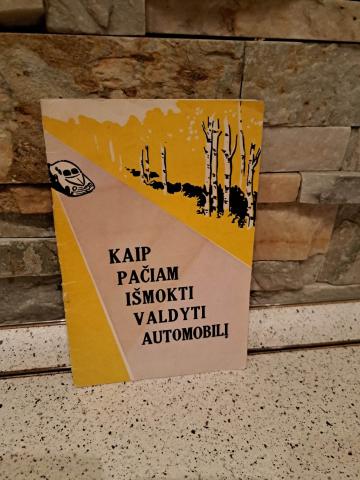 KAIP
PAČIAM
IŠMOKTI
VALDYTI
AUTOMOBILĮ